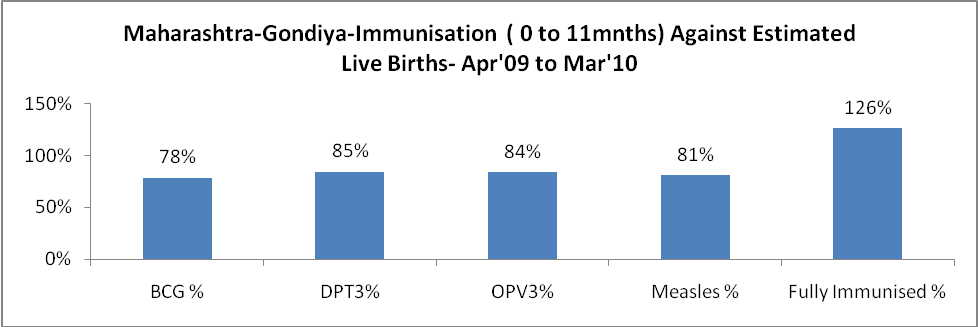 Maharashtra-Gondiya-Immunisation ( 0 to 11mnths) Against Estimated
Live Births- Apr'09 to Mar'10
150%
100%
50%
0%
78%
85%
84%
81%
126%
BCG %
DPT3%
OPV3%
Measles %
Fully Immunised %